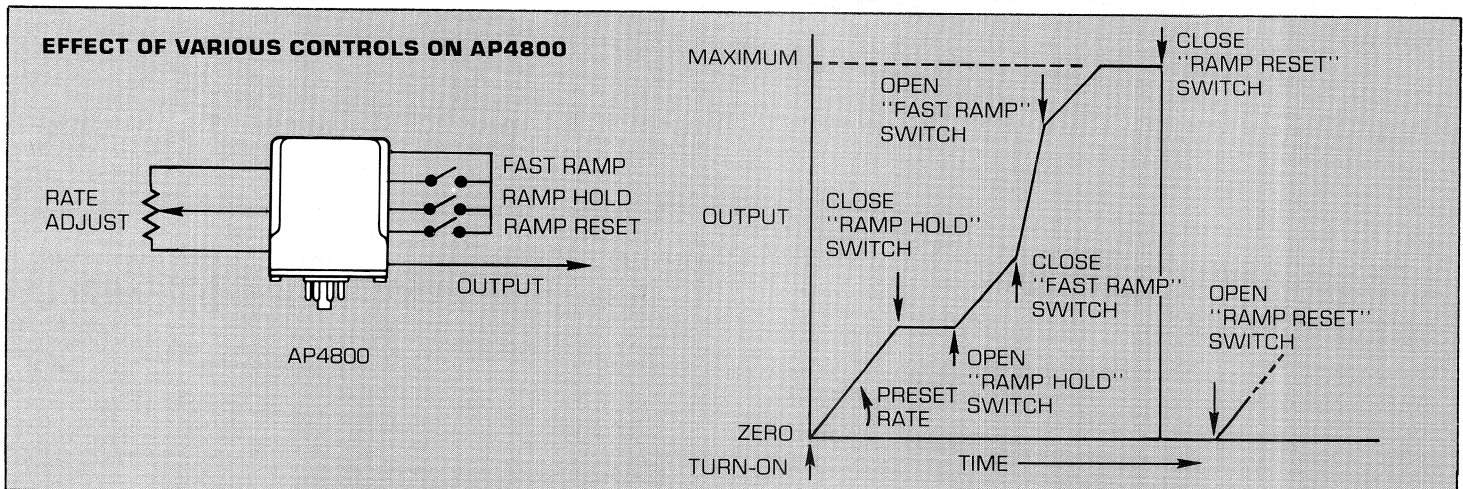 EFFECT OF VARIOUS CONTROLS ON AP4800
RATE
ADJUST
FAST RAMP
RAMP HOLD
RAMP RESET
OUTPUT
AP4800
MAXIMUM
OUTPUT
ZERO
TURN-ON
TIME
PRESET
RATE
CLOSE
"RAMP HOLD"
SWITCH
OPEN
"RAMP HOLD"
SWITCH
CLOSE
"FAST RAMP"
SWITCH
OPEN
"FAST RAMP"
SWITCH
CLOSE
"RAMP RESET"
SWITCH
OPEN
"RAMP RESET"
SWITCH